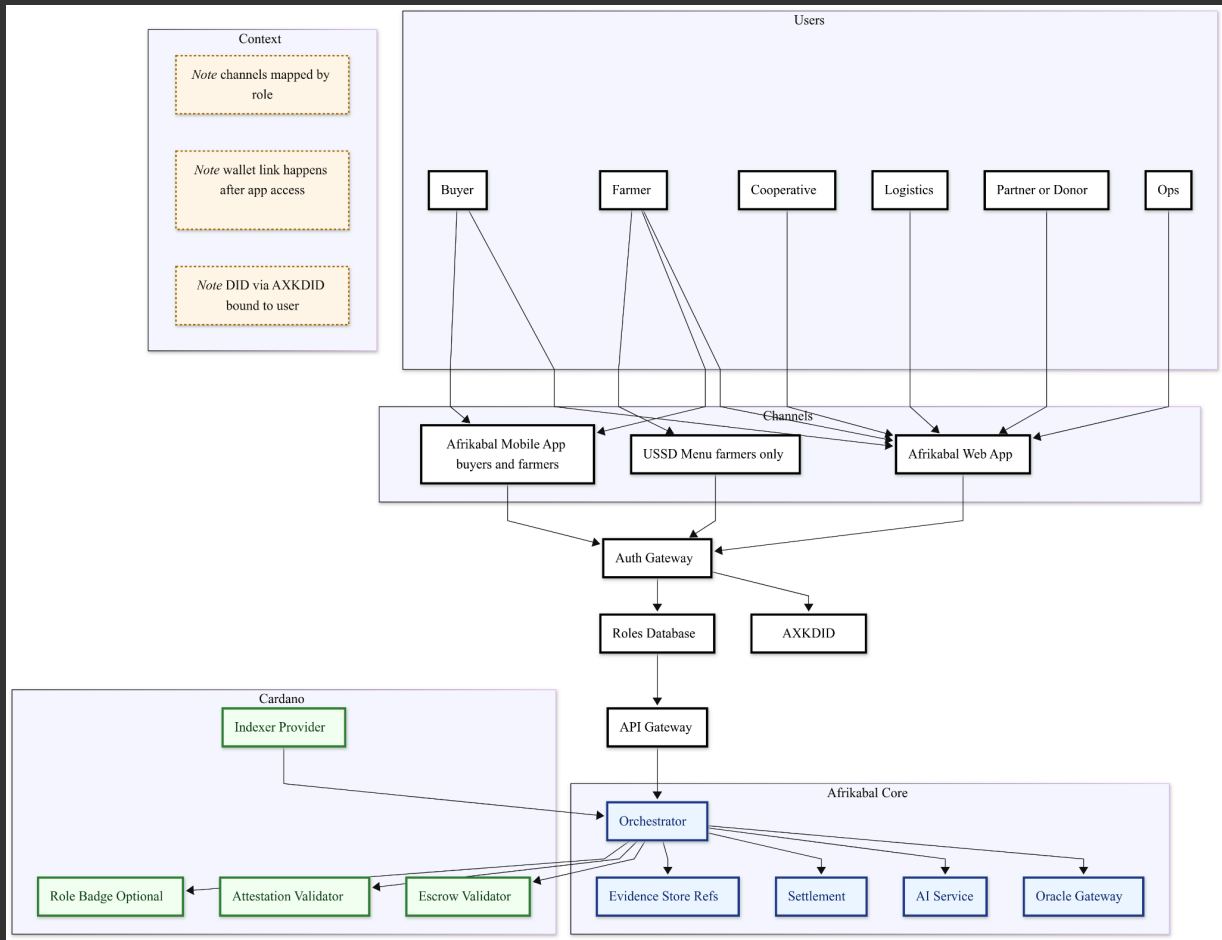 Users
Context
Note channels mapped by
role
Note wallet link happens
after app access
Note DID via AXKDID
bound to user
Buyer
Farmer
Cooperative
Logistics
Partner or Donor
Ops
Channels
Afrikabal Mobile App
buyers and farmers
USSD Menu farmers only
Afrikabal Web App
Auth Gateway
Roles Database
AXKDID
API Gateway
Cardano
Indexer Provider
Role Badge Optional
Attestation Validator
Escrow Validator
Afrikabal Core
Orchestrator
Evidence Store Refs
Settlement
AI Service
Oracle Gateway